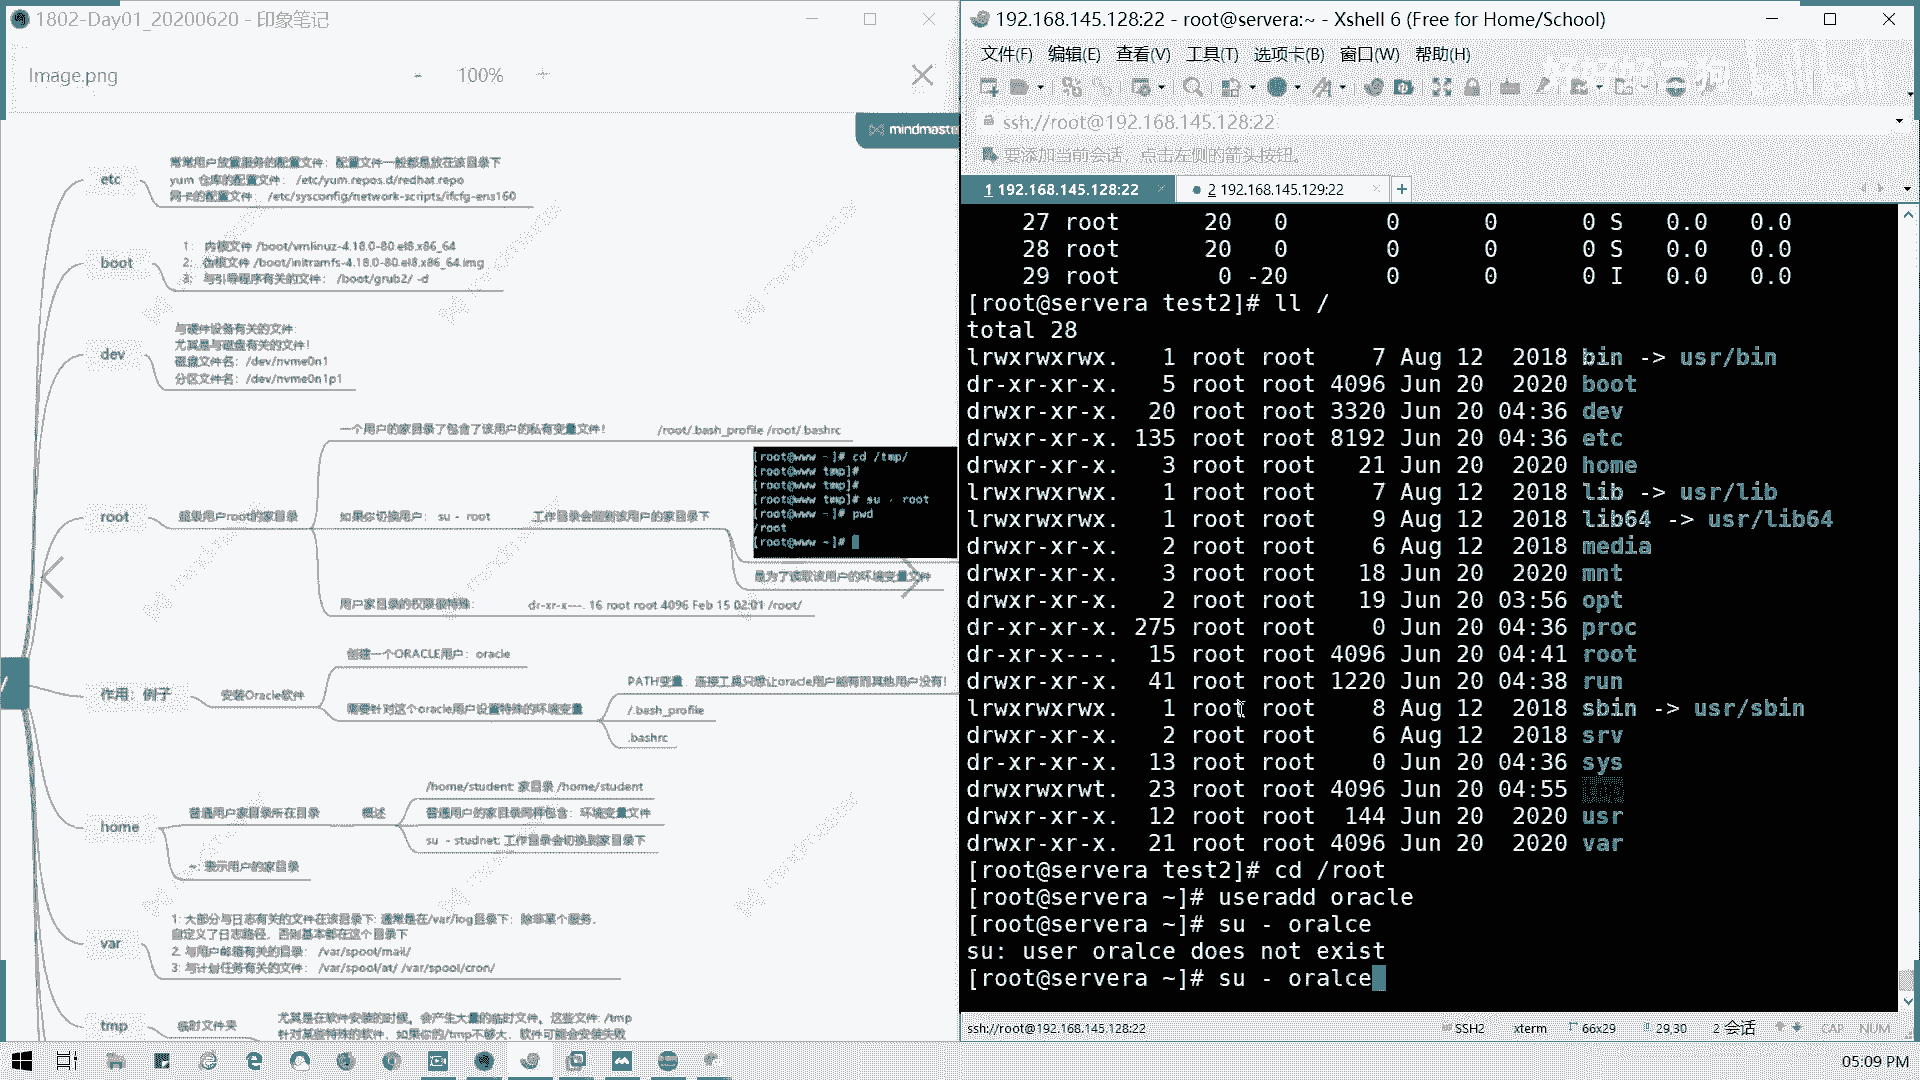 1802-Day01_20200620 - 印象笔记
Image.png
100%
mindmaste
etc
常常用户放置服务的配置文件：配置文件一般都是放在该目录下
yum 仓库的配置文件： /etc/yum.repos.d/redhat.repo
网卡的配置文件： /etc/sysconfig/network-scripts/ifcfg-ens160
boot
1： 内核文件 /boot/vmlinuz-4.18.0-80.el8.x86_64
2： 伪核文件 /boot/initramfs-4.18.0-80.el8.x86_64.img
3： 与引导程序有关的文件： /boot/grub2/ -d
dev
与硬件设备有关的文件:
尤其是与磁盘有关的文件！
磁盘文件名：/dev/nvme0n1
分区文件名：/dev/nvme0n1p1
一个用户的家目录了包含了该用户的私有变量文件！ /root/.bash_profile /root/.bashrc
[root@www ~]# cd /tmp/
[root@www tmp]#
[root@www tmp]#
[root@www tmp]# su - root
[root@www ~]# pwd
/root
[root@www ~]#
root
超级用户root的家目录
如果你切换用户： su - root
工作目录会回到该用户的家目录下
是为了读取该用户的环境变量文件
用户家目录的权限很特殊： dr-xr-x---. 16 root root 4096 Feb 15 02:01 /root/
/
作用：例子
安装Oracle软件
创建一个ORACLE用户：oracle
需要针对这个oracle用户设置特殊的环境变量
PATH变量 连接工具只想让oracle用户能有而其他用户没有！
/.bash_profile
.bashrc
home
普通用户家目录所在目录
概述
/home/student: 家目录 /home/student
普通用户的家目录同样包含：环境变量文件
su - studnet: 工作目录会切换到家目录下
~: 表示用户的家目录
var
1: 大部分与日志有关的文件在该目录下: 通常是在/var/log目录下：除非某个服务，
自定义了日志路径，否则基本都在这个目录下
2: 与用户邮箱有关的目录： /var/spool/mail/
3: 与计划任务有关的文件： /var/spool/at/ /var/spool/cron/
tmp
临时文件夹
尤其是在软件安装的时候，会产生大量的临时文件，这些文件: /tmp
针对某些特殊的软件，如果你的/tmp不够大，软件可能会安装失败
192.168.145.128:22 - root@servera:~ - Xshell 6 (Free for Home/School)
文件(F) 编辑(E) 查看(V) 工具(T) 选项卡(B) 窗口(W) 帮助(H)
bilibili
ssh://root@192.168.145.128:22
要添加当前会话，点击左侧的箭头按钮。
1 192.168.145.128:22
2 192.168.145.129:22
27 root 20 0 0 0 0 S 0.0 0.0
28 root 20 0 0 0 0 S 0.0 0.0
29 root 0 -20 0 0 0 I 0.0 0.0
[root@servera test2]# ll /
total 28
lrwxrwxrwx. 1 root root 7 Aug 12 2018 bin -> usr/bin
dr-xr-xr-x. 5 root root 4096 Jun 20 2020 boot
drwxr-xr-x. 20 root root 3320 Jun 20 04:36 dev
drwxr-xr-x. 135 root root 8192 Jun 20 04:36 etc
drwxr-xr-x. 3 root root 21 Jun 20 2020 home
lrwxrwxrwx. 1 root root 7 Aug 12 2018 lib -> usr/lib
lrwxrwxrwx. 1 root root 9 Aug 12 2018 lib64 -> usr/lib64
drwxr-xr-x. 2 root root 6 Aug 12 2018 media
drwxr-xr-x. 3 root root 18 Jun 20 2020 mnt
drwxr-xr-x. 2 root root 19 Jun 20 03:56 opt
dr-xr-xr-x. 275 root root 0 Jun 20 04:36 proc
dr-xr-x---. 15 root root 4096 Jun 20 04:41 root
drwxr-xr-x. 41 root root 1220 Jun 20 04:38 run
lrwxrwxrwx. 1 root root 8 Aug 12 2018 sbin -> usr/sbin
drwxr-xr-x. 2 root root 6 Aug 12 2018 srv
dr-xr-xr-x. 13 root root 0 Jun 20 04:36 sys
drwxrwxrwt. 23 root root 4096 Jun 20 04:55 tmp
drwxr-xr-x. 12 root root 144 Jun 20 2020 usr
drwxr-xr-x. 21 root root 4096 Jun 20 2020 var
[root@servera test2]# cd /root
[root@servera ~]# useradd oracle
[root@servera ~]# su - oralce
su: user oralce does not exist
[root@servera ~]# su - oralce
ssh://root@192.168.145.128:22
SSH2
xterm
66x29
29,30
2 会话
CAP
NUM
05:09 PM